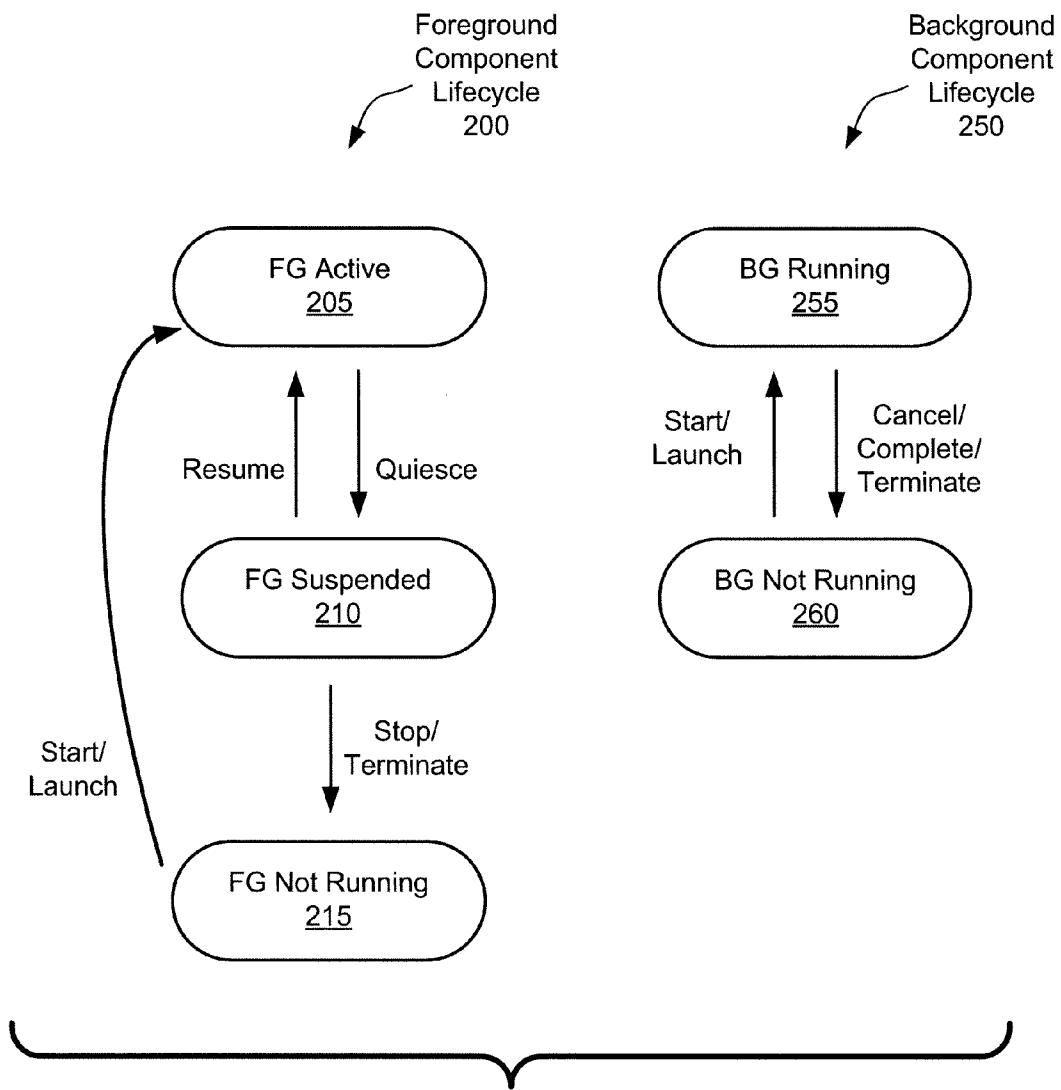 Foreground
Component
Lifecycle
200
Background
Component
Lifecycle
250
FG Active
205
BG Running
255
Resume
Quiesce
Start/
Launch
Cancel/
Complete/
Terminate
FG Suspended
210
BG Not Running
260
Start/
Launch
Stop/
Terminate
FG Not Running
215